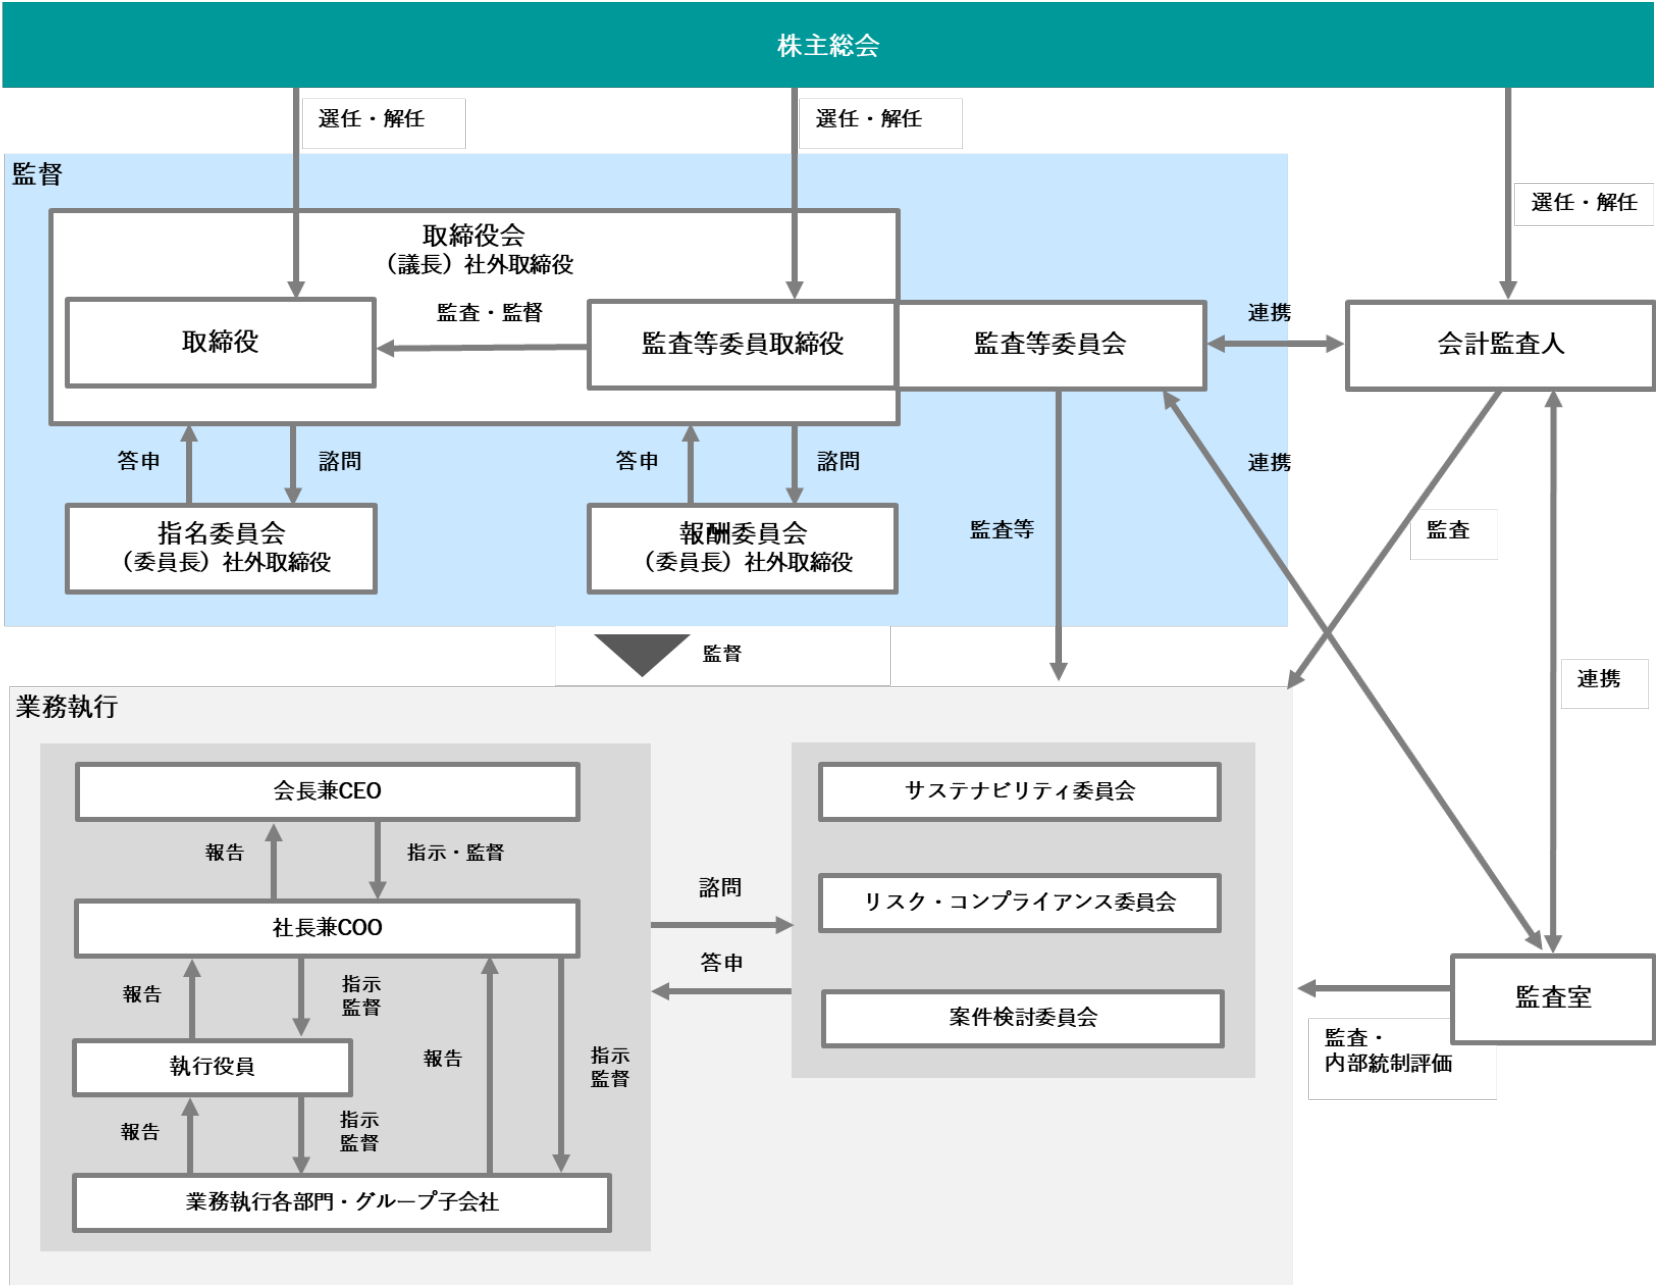 株主総会
選任・解任
選任・解任
選任・解任
監督
取締役会
（議長）社外取締役
取締役
監査・監督
監査等委員取締役
監査等委員会
連携
会計監査人
答申
諮問
答申
諮問
連携
指名委員会
（委員長）社外取締役
報酬委員会
（委員長）社外取締役
監査等
監査
監督
連携
業務執行
会長兼CEO
報告
指示・監督
社長兼COO
報告
指示
監督
執行役員
報告
指示
監督
報告
指示
監督
業務執行各部門・グループ子会社
諮問
答申
サステナビリティ委員会
リスク・コンプライアンス委員会
案件検討委員会
監査室
監査・
内部統制評価